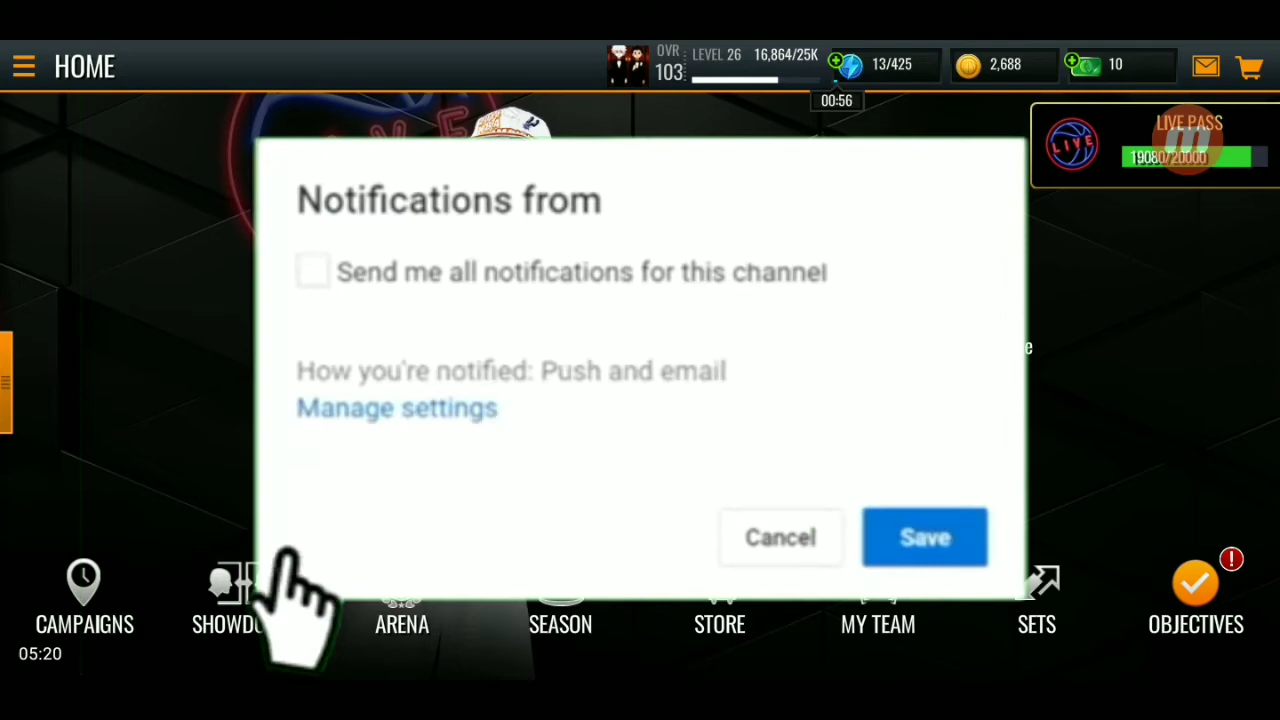 HOME
OVR
103
LEVEL 26
16,864/25K
13/425
2,688
10
00:56
LIVE PASS
LIVE
19080/20000
Notifications from
Send me all notifications for this channel
How you're notified: Push and email
Manage settings
Cancel
Save
e
CAMPAIGNS
SHOWDO
ARENA
SEASON
STORE
MY TEAM
SETS
!
OBJECTIVES
05:20